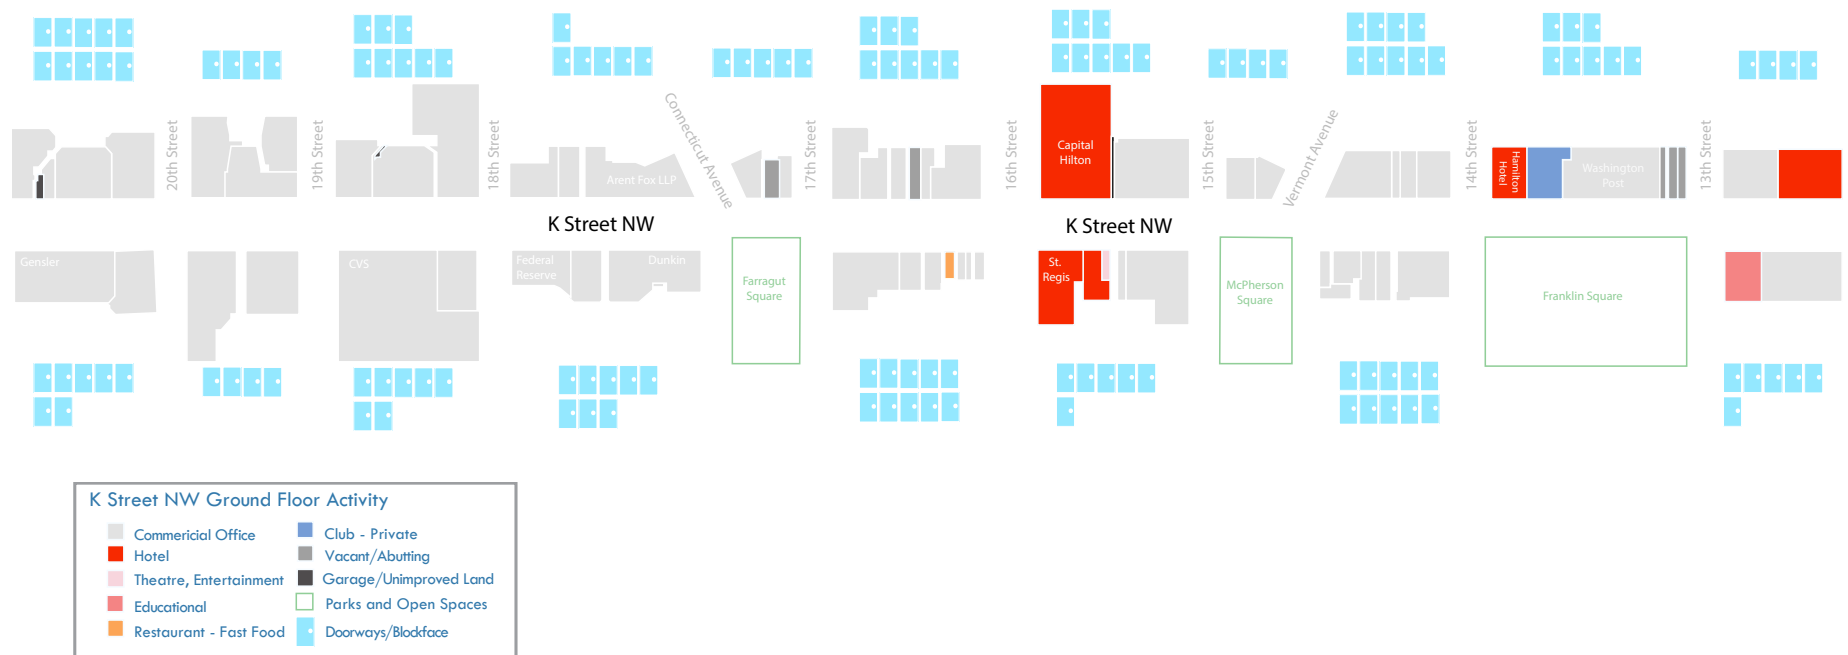 20th Street
19th Street
18th Street
Connecticut Avenue
17th Street
16th Street
15th Street
Vermont Avenue
14th Street
13th Street
Arent Fox LLP
Capital
Hilton
Hamilton
Hotel
Washington
Post
K Street NW
K Street NW
Gensler
CVS
Federal
Reserve
Dunkin
Farragut
Square
St.
Regis
McPherson
Square
Franklin Square
K Street NW Ground Floor Activity
Commericial Office
Hotel
Theatre, Entertainment
Educational
Restaurant - Fast Food
Club - Private
Vacant/Abutting
Garage/Unimproved Land
Parks and Open Spaces
Doorways/Blockface